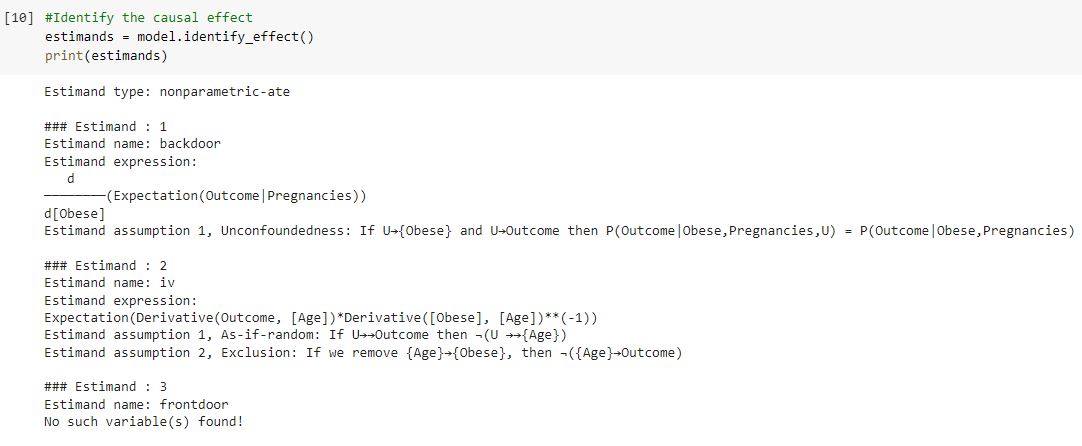 [10] #Identify the causal effect
estimands = model.identify_effect()
print(estimands)
Estimand type: nonparametric-ate
### Estimand : 1
Estimand name: backdoor
Estimand expression:
d
────────(Expectation(Outcome|Pregnancies))
d[Obese]
Estimand assumption 1, Unconfoundedness: If U→{Obese} and U→Outcome then P(Outcome|Obese,Pregnancies,U) = P(Outcome|Obese,Pregnancies)
### Estimand : 2
Estimand name: iv
Estimand expression:
Expectation(Derivative(Outcome, [Age])*Derivative([Obese], [Age])**(-1))
Estimand assumption 1, As-if-random: If U→→Outcome then ¬(U →→{Age})
Estimand assumption 2, Exclusion: If we remove {Age}→{Obese}, then ¬({Age}→Outcome)
### Estimand : 3
Estimand name: frontdoor
No such variable(s) found!